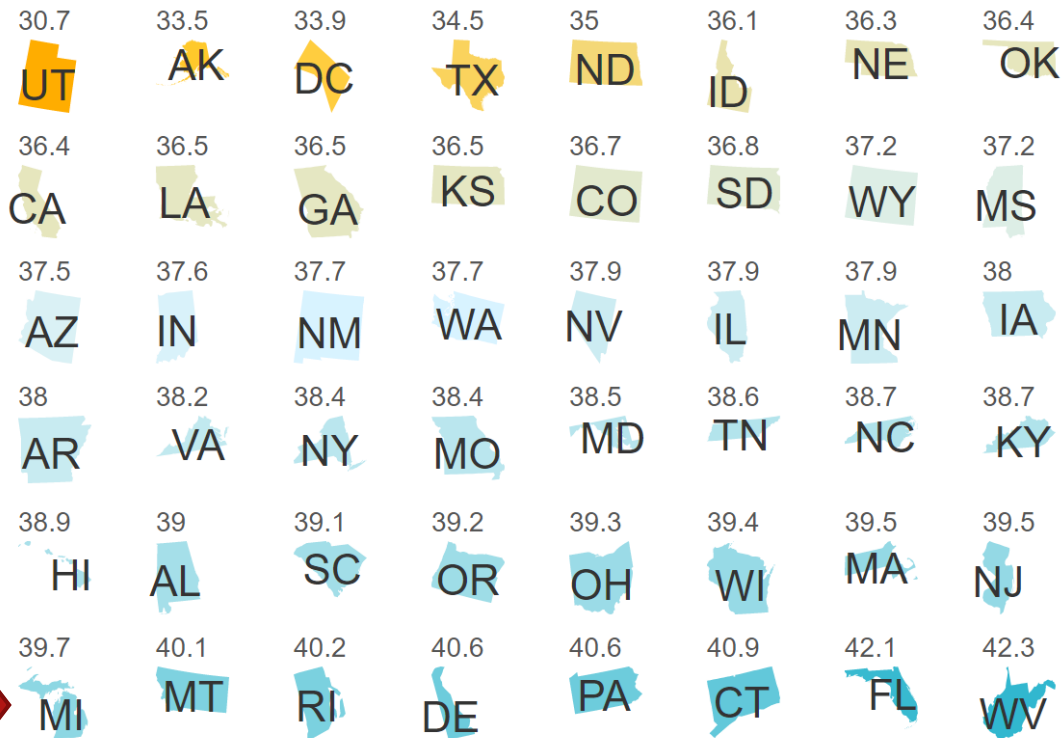 30.7 33.5 33.9 34.5 35 36.1 36.3 36.4
UT AK DC TX ND ID NE OK
36.4 36.5 36.5 36.5 36.7 36.8 37.2 37.2
CA LA GA KS CO SD WY MS
37.5 37.6 37.7 37.7 37.9 37.9 37.9 38
AZ IN NM WA NV IL MN IA
38 38.2 38.4 38.4 38.5 38.6 38.7 38.7
AR VA NY MO MD TN NC KY
38.9 39 39.1 39.2 39.3 39.4 39.5 39.5
HI AL SC OR OH WI MA NJ
39.7 40.1 40.2 40.6 40.6 40.9 42.1 42.3
MI MT RI DE PA CT FL WV